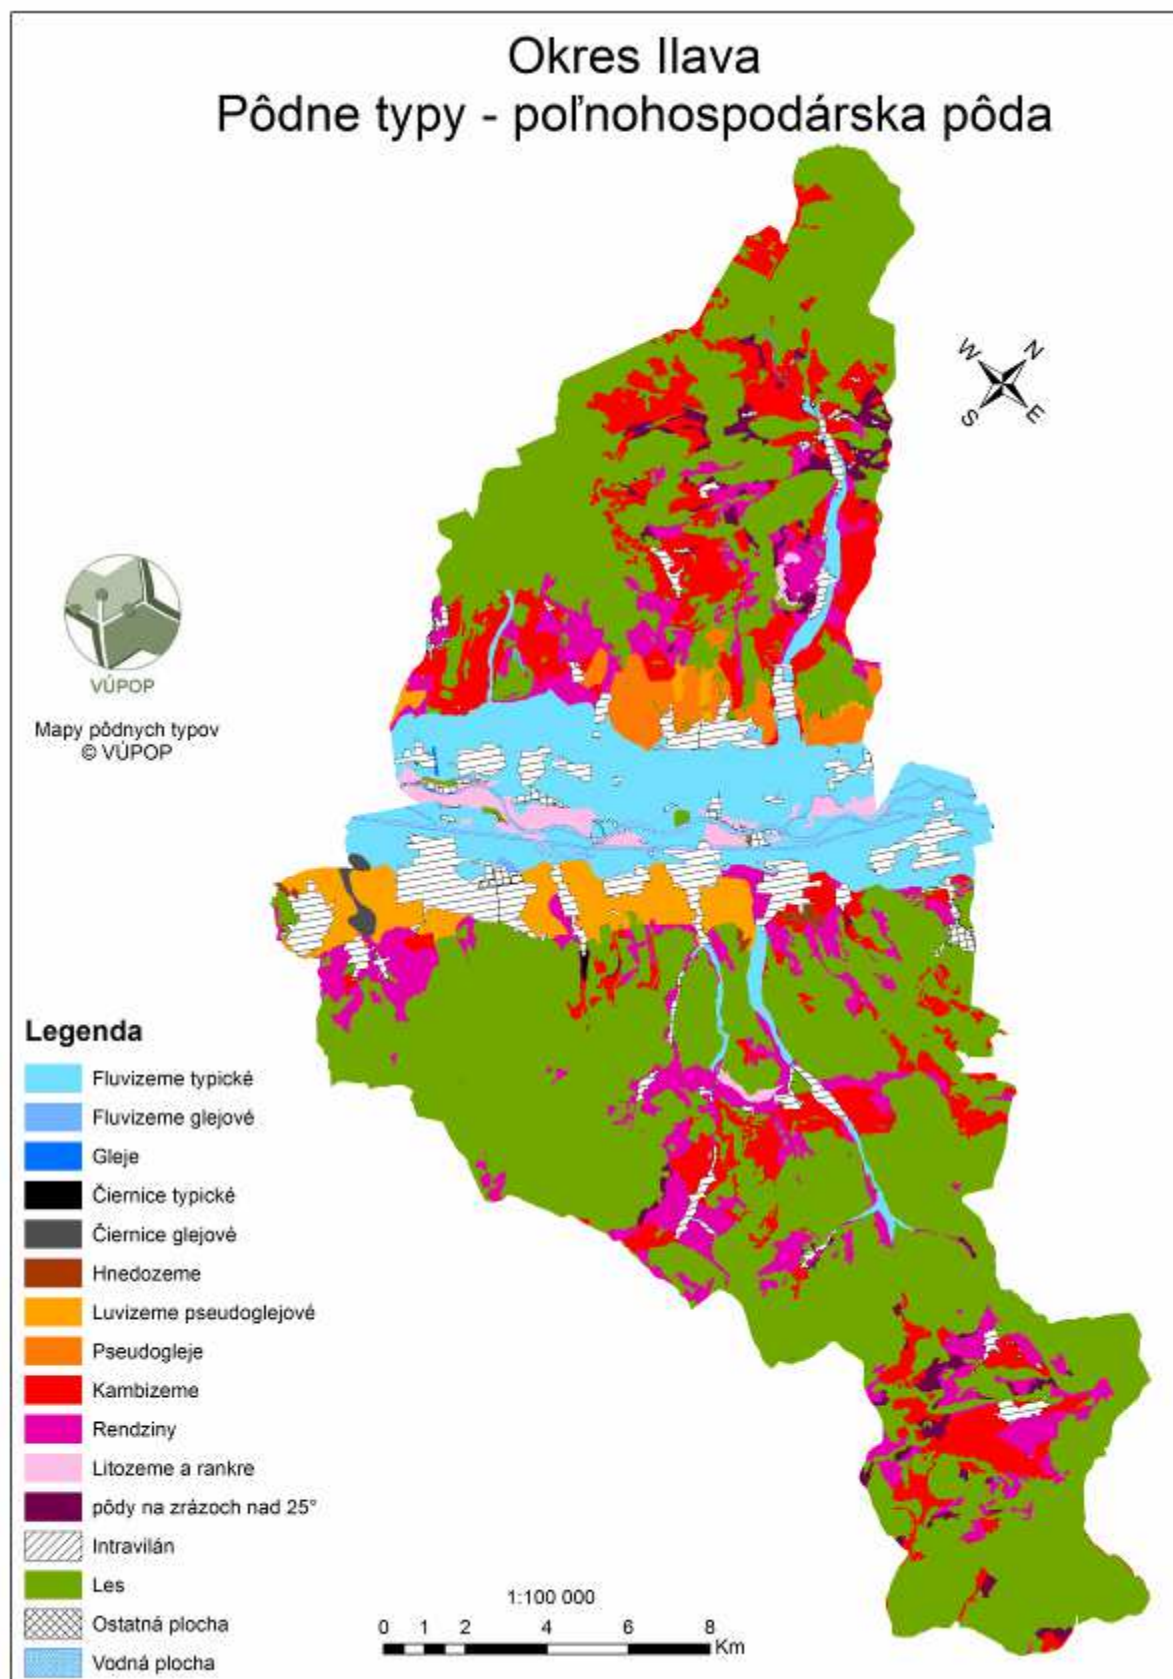 Okres Ilava
Pôdne typy - poľnohospodárska pôda
W
N
S
E
VÚPOP
Mapy pôdnych typov
© VÚPOP
Legenda
Fluvizeme typické
Fluvizeme glejové
Gleje
Čiernice typické
Čiernice glejové
Hnedozeme
Luvizeme pseudoglejové
Pseudogleje
Kambizeme
Rendziny
Litozeme a rankre
pôdy na zrázoch nad 25°
Intravilán
Les
Ostatná plocha
Vodná plocha
1:100 000
0 1 2 4 6 8
Km